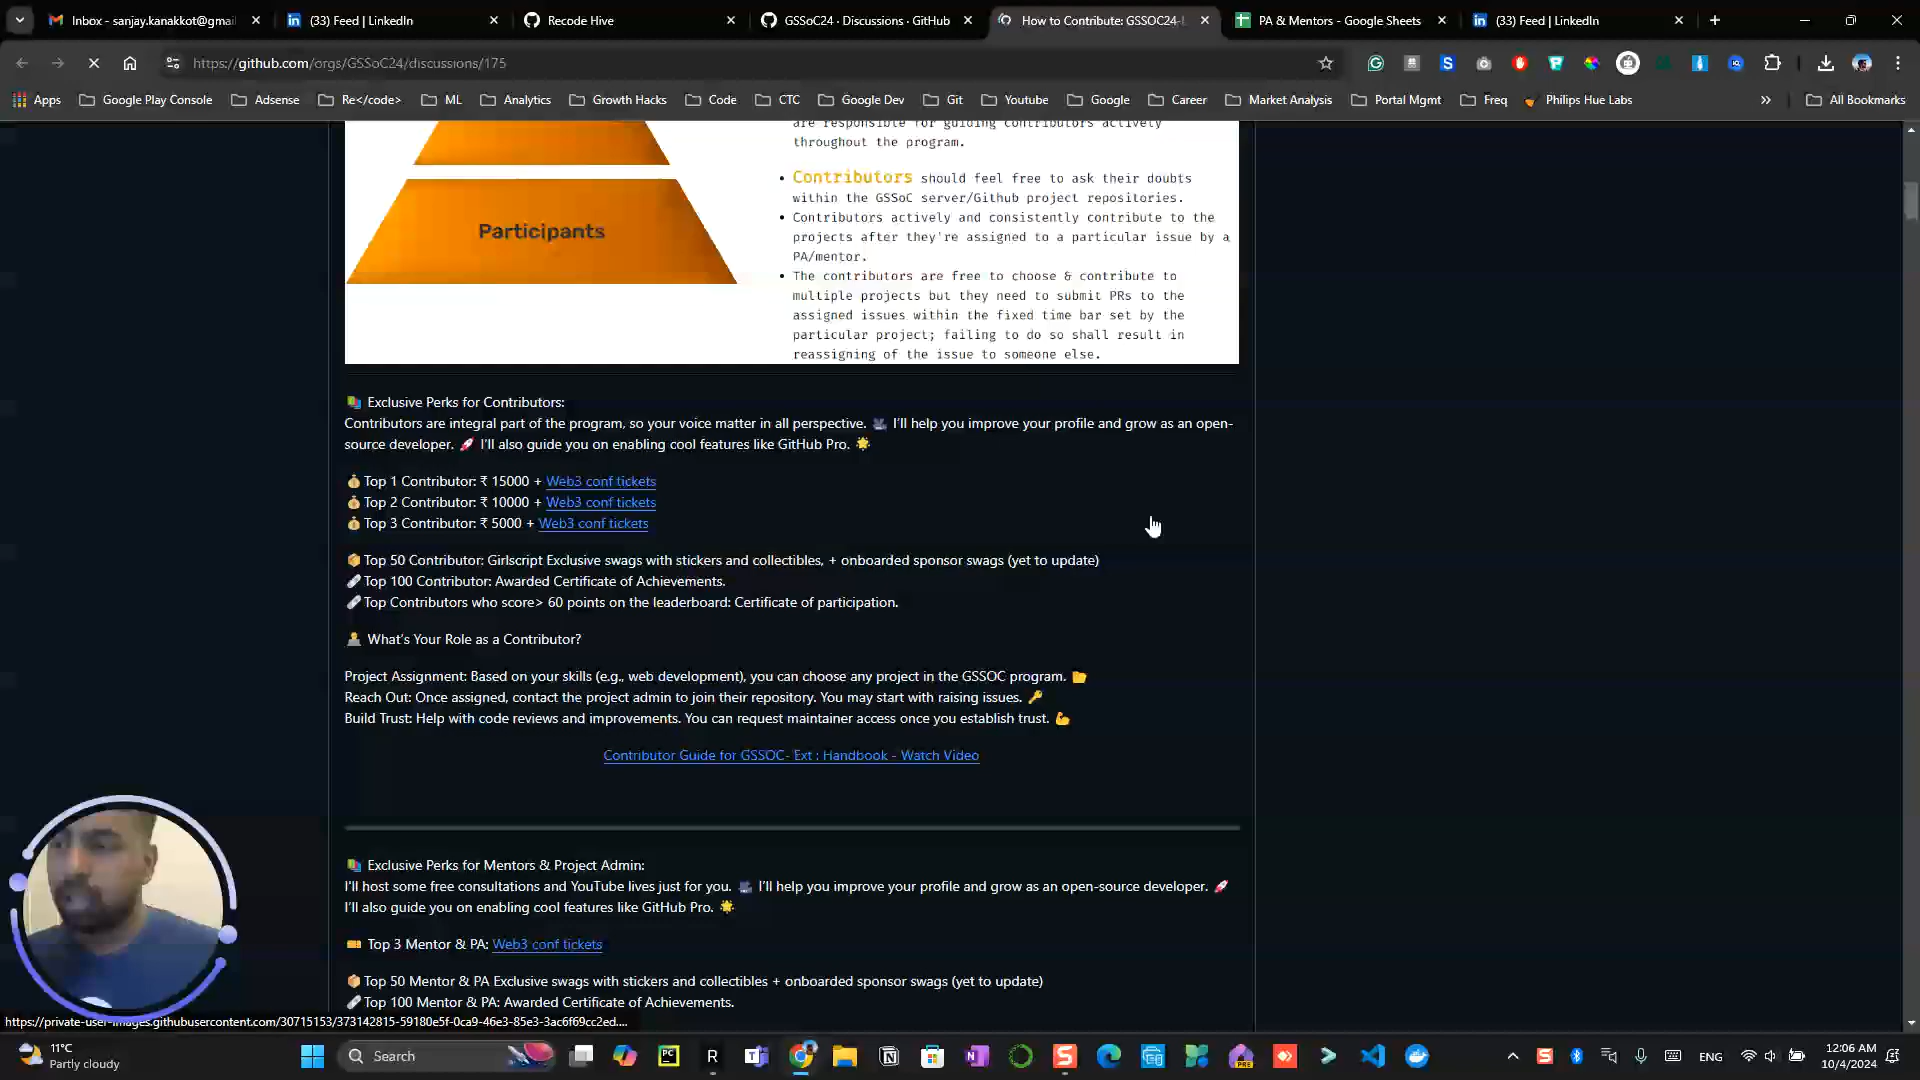 Inbox - sanjay.kanakkot@gmai
(33) Feed | LinkedIn
Recode Hive
GSSoC24 · Discussions · GitHub
How to Contribute: GSSOC24-
PA & Mentors - Google Sheets
(33) Feed | LinkedIn
https://github.com/orgs/GSSoC24/discussions/175
Apps
Google Play Console
Adsense
Re</code>
ML
Analytics
Growth Hacks
Code
CTC
Google Dev
Git
Youtube
Google
Career
Market Analysis
Portal Mgmt
Freq
Philips Hue Labs
All Bookmarks
Participants
are responsible for guiding contributors actively
throughout the program.
• Contributors should feel free to ask their doubts
within the GSSoC server/Github project repositories.
• Contributors actively and consistently contribute to the
projects after they're assigned to a particular issue by a
PA/mentor.
• The contributors are free to choose & contribute to
multiple projects but they need to submit PRs to the
assigned issues within the fixed time bar set by the
particular project; failing to do so shall result in
reassigning of the issue to someone else.
Exclusive Perks for Contributors:
Contributors are integral part of the program, so your voice matter in all perspective. I'll help you improve your profile and grow as an open-
source developer. 🚀 I'll also guide you on enabling cool features like GitHub Pro. 🌟
💰 Top 1 Contributor: ₹ 15000 + Web3 conf tickets
💰 Top 2 Contributor: ₹ 10000 + Web3 conf tickets
💰 Top 3 Contributor: ₹ 5000 + Web3 conf tickets
📦 Top 50 Contributor: Girlscript Exclusive swags with stickers and collectibles, + onboarded sponsor swags (yet to update)
Top 100 Contributor: Awarded Certificate of Achievements.
Top Contributors who score> 60 points on the leaderboard: Certificate of participation.
What's Your Role as a Contributor?
Project Assignment: Based on your skills (e.g., web development), you can choose any project in the GSSOC program. 📂
Reach Out: Once assigned, contact the project admin to join their repository. You may start with raising issues. 🔑
Build Trust: Help with code reviews and improvements. You can request maintainer access once you establish trust. 💪
Contributor Guide for GSSOC- Ext : Handbook - Watch Video
Exclusive Perks for Mentors & Project Admin:
I'll host some free consultations and YouTube lives just for you. I'll help you improve your profile and grow as an open-source developer. 🚀
I'll also guide you on enabling cool features like GitHub Pro. 🌟
Top 3 Mentor & PA: Web3 conf tickets
📦 Top 50 Mentor & PA Exclusive swags with stickers and collectibles + onboarded sponsor swags (yet to update)
Top 100 Mentor & PA: Awarded Certificate of Achievements.
https://private-user-images.githubusercontent.com/30715153/373142815-59180e5f-0ca9-46e3-85e3-3ac6f69cc2ed....
11°C
Partly cloudy
Search
PRE
ENG
12:06 AM
10/4/2024